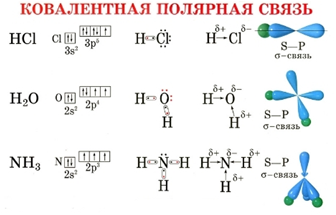 КОВАЛЕНТНАЯ ПОЛЯРНАЯ СВЯЗЬ
HCl Cl 3s² 3p⁵ H Cl H→Cl δ+ δ− S—P
σ-связь
H₂O O 2s² 2p⁴ H O H H→O δ+ δ− H δ+ S—P
σ-связь
NH₃ N 2s² 2p³ H N H H H→N←H δ+ δ− δ+ H δ+ S—P
σ-связь